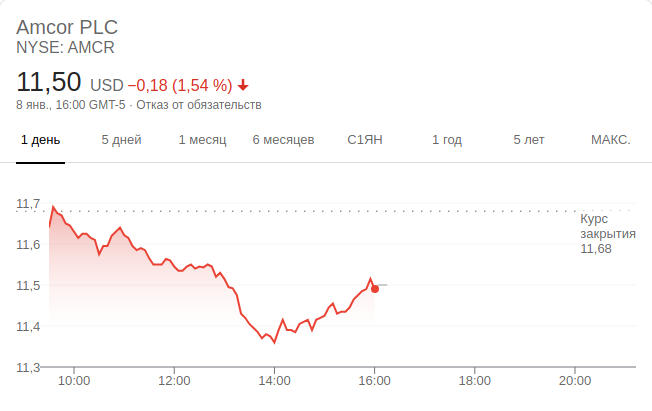 Amcor PLC
NYSE: AMCR
11,50 USD −0,18 (1,54 %)
8 янв., 16:00 GMT-5 · Отказ от обязательств
1 день 5 дней 1 месяц 6 месяцев С1ЯН 1 год 5 лет МАКС.
11,7
Курс
закрытия
11,68
11,6
11,5
11,4
11,3
10:00 12:00 14:00 16:00 18:00 20:00